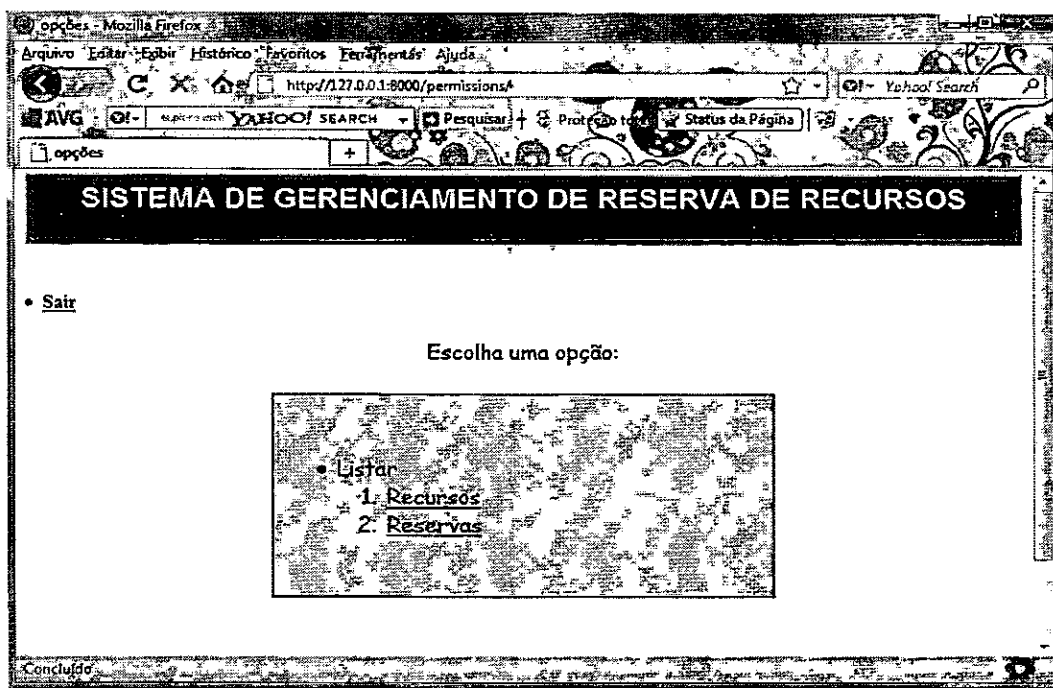 opções - Mozilla Firefox
Arquivo Editar Exibir Histórico Favoritos Ferramentas Ajuda
http://127.0.0.1:8000/permissions/
Yahoo! Search
AVG YAHOO! SEARCH Pesquisar Status da Página
opções
SISTEMA DE GERENCIAMENTO DE RESERVA DE RECURSOS
• Sair
Escolha uma opção:
• Listar
1. Recursos
2. Reservas
Concluído